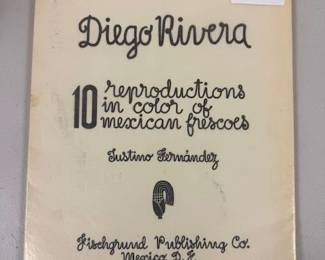 Diego Rivera
10 reproductions
in color of
mexican frescoes
Justino Fernández
Fischgrund Publishing Co.
Mexico D.F.